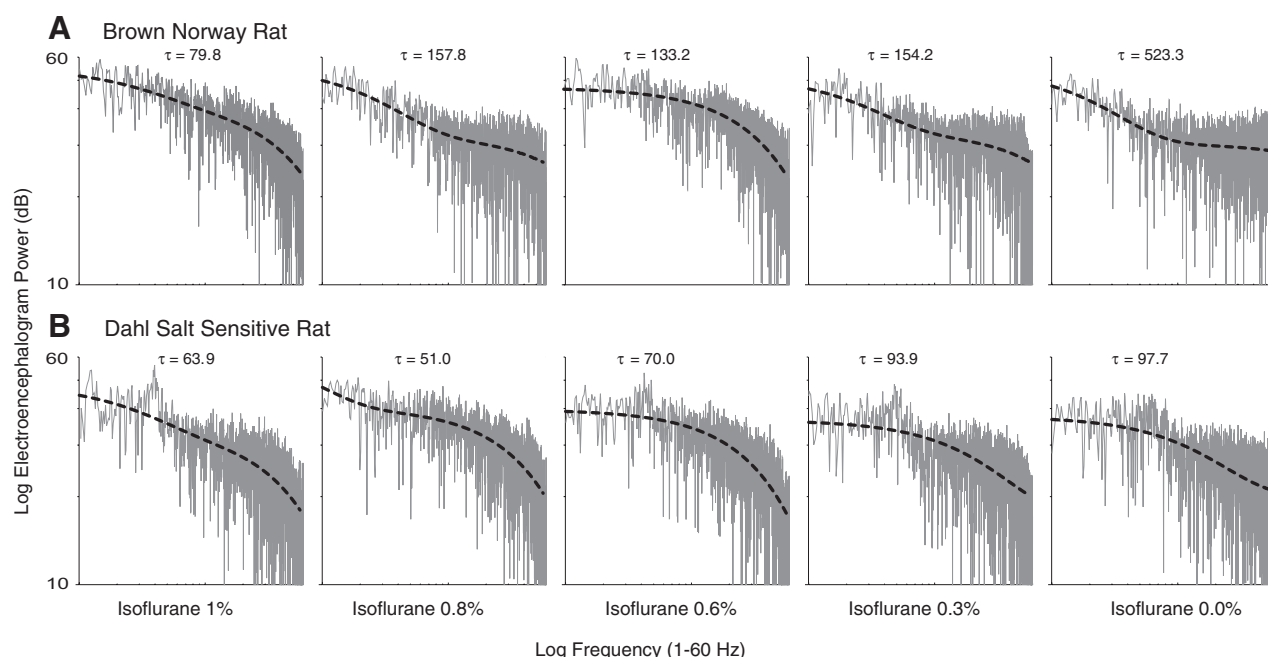 A Brown Norway Rat
τ = 79.8 τ = 157.8 τ = 133.2 τ = 154.2 τ = 523.3
60
10
B Dahl Salt Sensitive Rat
τ = 63.9 τ = 51.0 τ = 70.0 τ = 93.9 τ = 97.7
60
10
Log Electroencephalogram Power (dB)
Isoflurane 1% Isoflurane 0.8% Isoflurane 0.6% Isoflurane 0.3% Isoflurane 0.0%
Log Frequency (1-60 Hz)